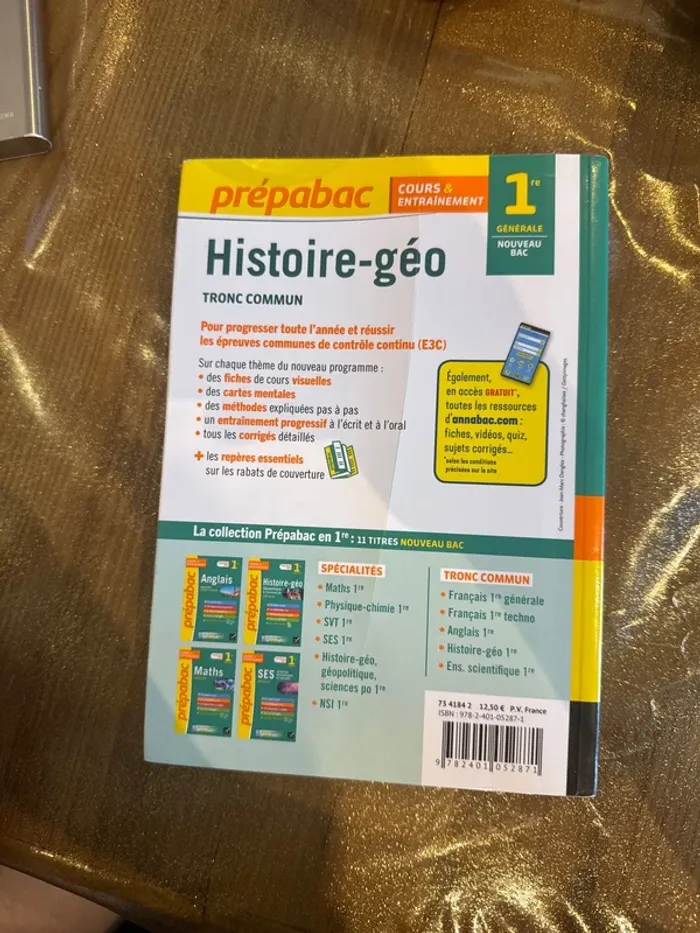 prépabac
COURS &
ENTRAÎNEMENT
1re
GÉNÉRALE
NOUVEAU
BAC
Histoire-géo
TRONC COMMUN
Pour progresser toute l'année et réussir
les épreuves communes de contrôle continu (E3C)
Sur chaque thème du nouveau programme :
• des fiches de cours visuelles
• des cartes mentales
• des méthodes expliquées pas à pas
• un entraînement progressif à l'écrit et à l'oral
• tous les corrigés détaillés
+ les repères essentiels
sur les rabats de couverture
Également,
en accès GRATUIT*,
toutes les ressources
d'annabac.com :
fiches, vidéos, quiz,
sujets corrigés...
*selon les conditions
précisées sur le site
La collection Prépabac en 1re : 11 TITRES NOUVEAU BAC
prépabac
Anglais
prépabac
Histoire-géo
prépabac
Maths
prépabac
SES
SPÉCIALITÉS
• Maths 1re
• Physique-chimie 1re
• SVT 1re
• SES 1re
• Histoire-géo,
géopolitique,
sciences po 1re
• NSI 1re
TRONC COMMUN
• Français 1re générale
• Français 1re techno
• Anglais 1re
• Histoire-géo 1re
• Ens. scientifique 1re
73 4184 2 12,50 € P.V. France
ISBN : 978-2-401-05287-1
9 782401 052871